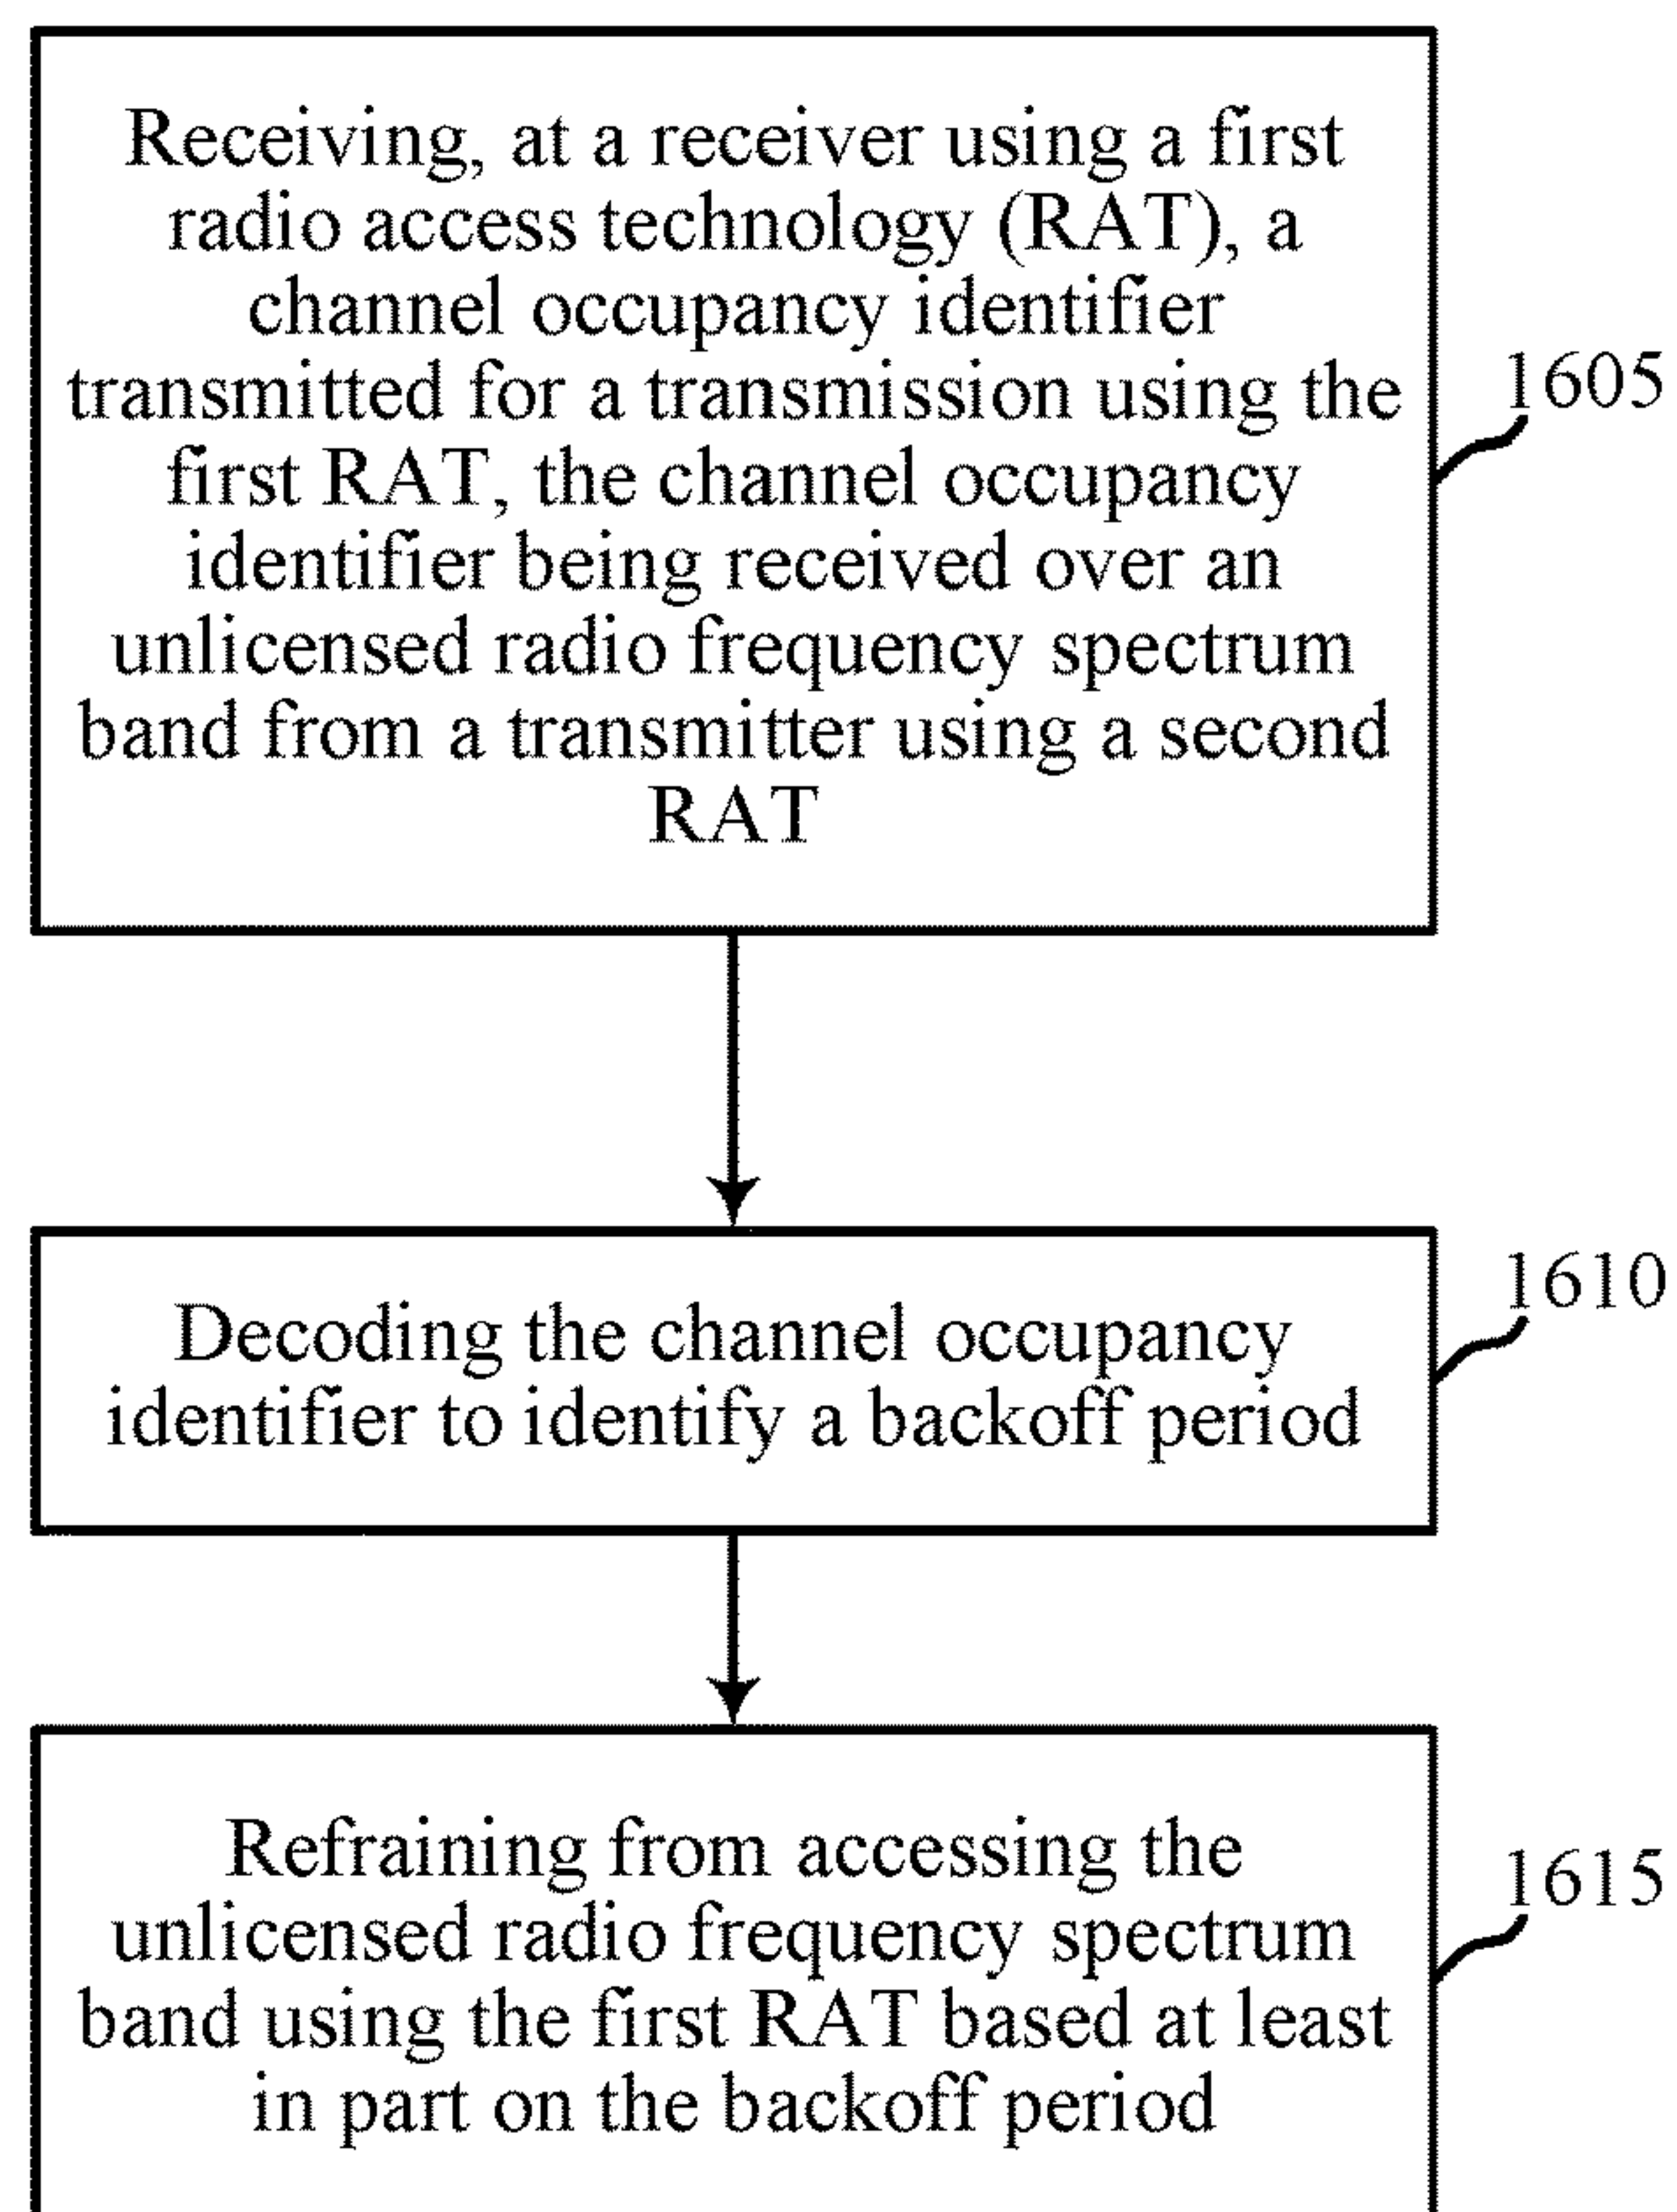 Receiving, at a receiver using a first
radio access technology (RAT), a
channel occupancy identifier
transmitted for a transmission using the
first RAT, the channel occupancy
identifier being received over an
unlicensed radio frequency spectrum
band from a transmitter using a second
RAT
1605
Decoding the channel occupancy
identifier to identify a backoff period
1610
Refraining from accessing the
unlicensed radio frequency spectrum
band using the first RAT based at least
in part on the backoff period
1615